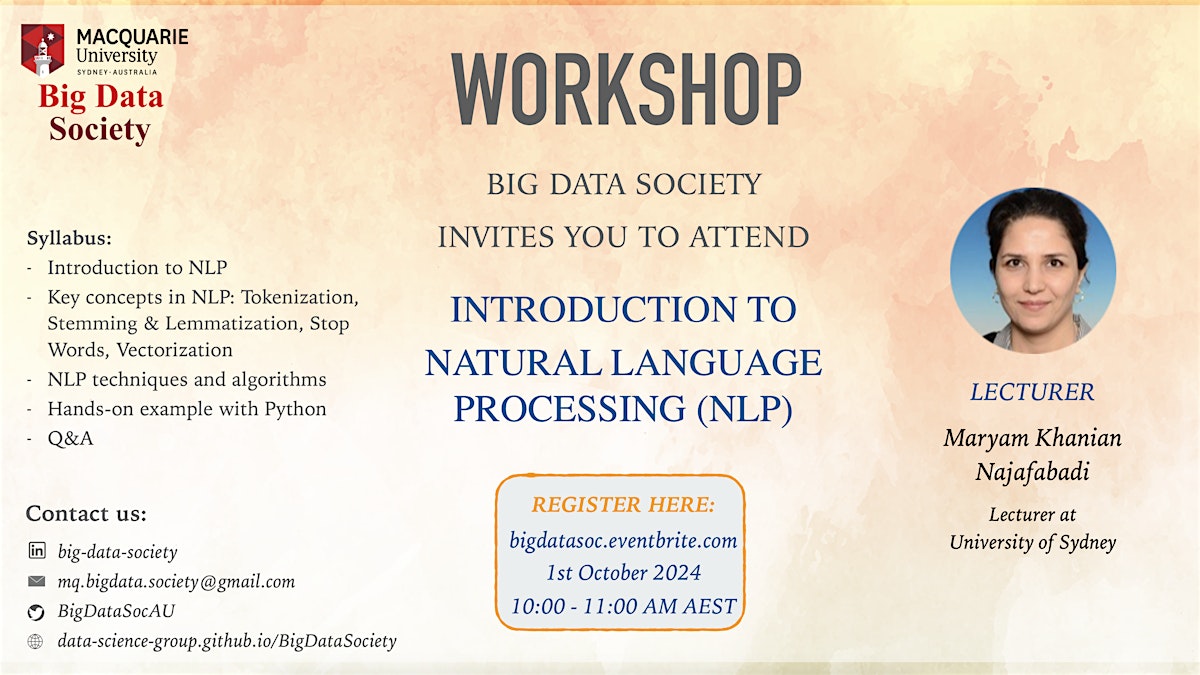 MACQUARIE
University
SYDNEY·AUSTRALIA
Big Data
Society
WORKSHOP
BIG DATA SOCIETY
INVITES YOU TO ATTEND
INTRODUCTION TO
NATURAL LANGUAGE
PROCESSING (NLP)
Syllabus:
- Introduction to NLP
- Key concepts in NLP: Tokenization,
Stemming & Lemmatization, Stop
Words, Vectorization
- NLP techniques and algorithms
- Hands-on example with Python
- Q&A
Contact us:
in big-data-society
mq.bigdata.society@gmail.com
BigDataSocAU
data-science-group.github.io/BigDataSociety
REGISTER HERE:
bigdatasoc.eventbrite.com
1st October 2024
10:00 - 11:00 AM AEST
LECTURER
Maryam Khanian
Najafabadi
Lecturer at
University of Sydney